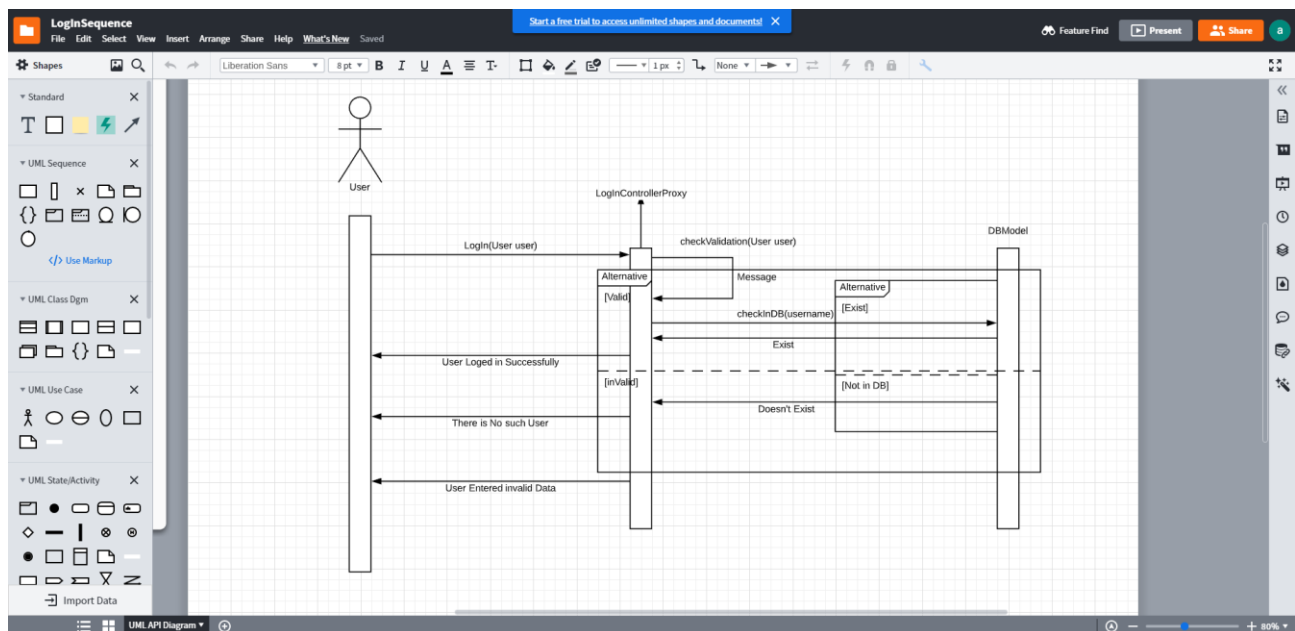 LogInSequence
Start a free trial to access unlimited shapes and documents!
File Edit Select View Insert Arrange Share Help What's New Saved
Feature Find
Present
Share
a
Shapes
Liberation Sans
8 pt
B I U A T
1 px
None
Standard
T
UML Sequence
</> Use Markup
UML Class Dgm
UML Use Case
UML State/Activity
Import Data
User
LogInControllerProxy
DBModel
LogIn(User user)
checkValidation(User user)
Alternative
Message
[Valid]
Alternative
[Exist]
checkInDB(username)
Exist
User Loged in Successfully
[inValid]
[Not in DB]
Doesn't Exist
There is No such User
User Entered invalid Data
UML API Diagram
80%